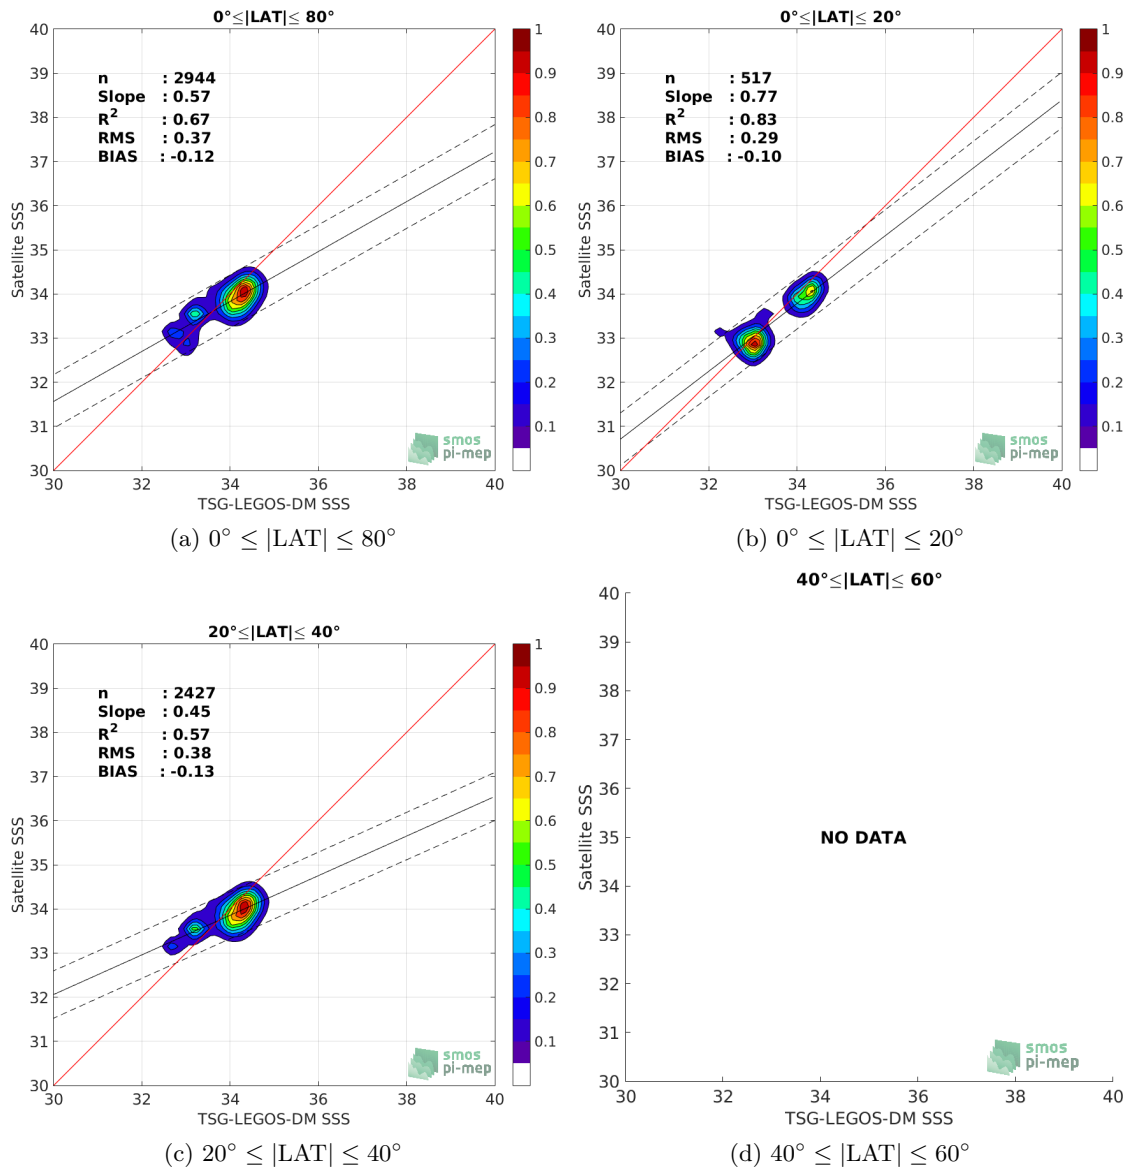 0°≤|LAT|≤ 80°
n : 2944
Slope : 0.57
R2 : 0.67
RMS : 0.37
BIAS : -0.12
40
39
38
37
36
35
34
33
32
31
30
Satellite SSS
30 32 34 36 38 40
TSG-LEGOS-DM SSS
1
0.9
0.8
0.7
0.6
0.5
0.4
0.3
0.2
0.1
smos
pi-mep
(a) 0° ≤ |LAT| ≤ 80°
0°≤|LAT|≤ 20°
n : 517
Slope : 0.77
R2 : 0.83
RMS : 0.29
BIAS : -0.10
40
39
38
37
36
35
34
33
32
31
30
Satellite SSS
30 32 34 36 38 40
TSG-LEGOS-DM SSS
1
0.9
0.8
0.7
0.6
0.5
0.4
0.3
0.2
0.1
smos
pi-mep
(b) 0° ≤ |LAT| ≤ 20°
20°≤|LAT|≤ 40°
n : 2427
Slope : 0.45
R2 : 0.57
RMS : 0.38
BIAS : -0.13
40
39
38
37
36
35
34
33
32
31
30
Satellite SSS
30 32 34 36 38 40
TSG-LEGOS-DM SSS
1
0.9
0.8
0.7
0.6
0.5
0.4
0.3
0.2
0.1
smos
pi-mep
(c) 20° ≤ |LAT| ≤ 40°
40°≤|LAT|≤ 60°
40
39
38
37
36
35
34
33
32
31
30
Satellite SSS
NO DATA
30 32 34 36 38 40
TSG-LEGOS-DM SSS
smos
pi-mep
(d) 40° ≤ |LAT| ≤ 60°